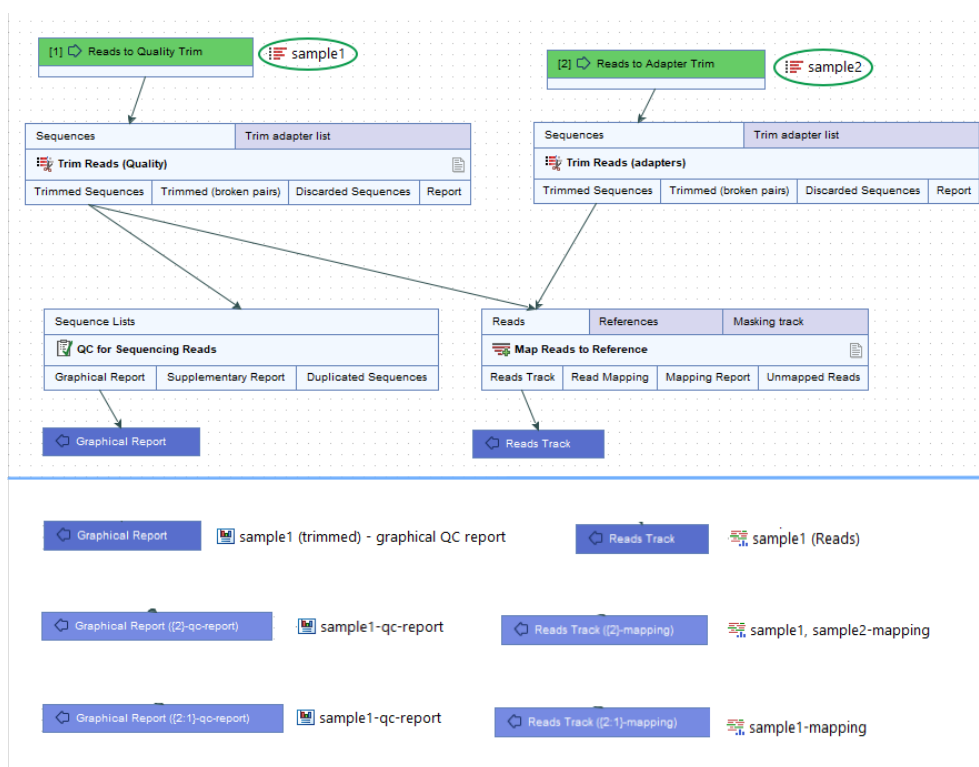 [1] Reads to Quality Trim
sample1
[2] Reads to Adapter Trim
sample2
Sequences Trim adapter list
Trim Reads (Quality)
Trimmed Sequences Trimmed (broken pairs) Discarded Sequences Report
Sequences Trim adapter list
Trim Reads (adapters)
Trimmed Sequences Trimmed (broken pairs) Discarded Sequences Report
Sequence Lists
QC for Sequencing Reads
Graphical Report Supplementary Report Duplicated Sequences
Reads References Masking track
Map Reads to Reference
Reads Track Read Mapping Mapping Report Unmapped Reads
Graphical Report
Reads Track
Graphical Report sample1 (trimmed) - graphical QC report
Reads Track sample1 (Reads)
Graphical Report ({2}-qc-report) sample1-qc-report
Reads Track ({2}-mapping) sample1, sample2-mapping
Graphical Report ({2:1}-qc-report) sample1-qc-report
Reads Track ({2:1}-mapping) sample1-mapping